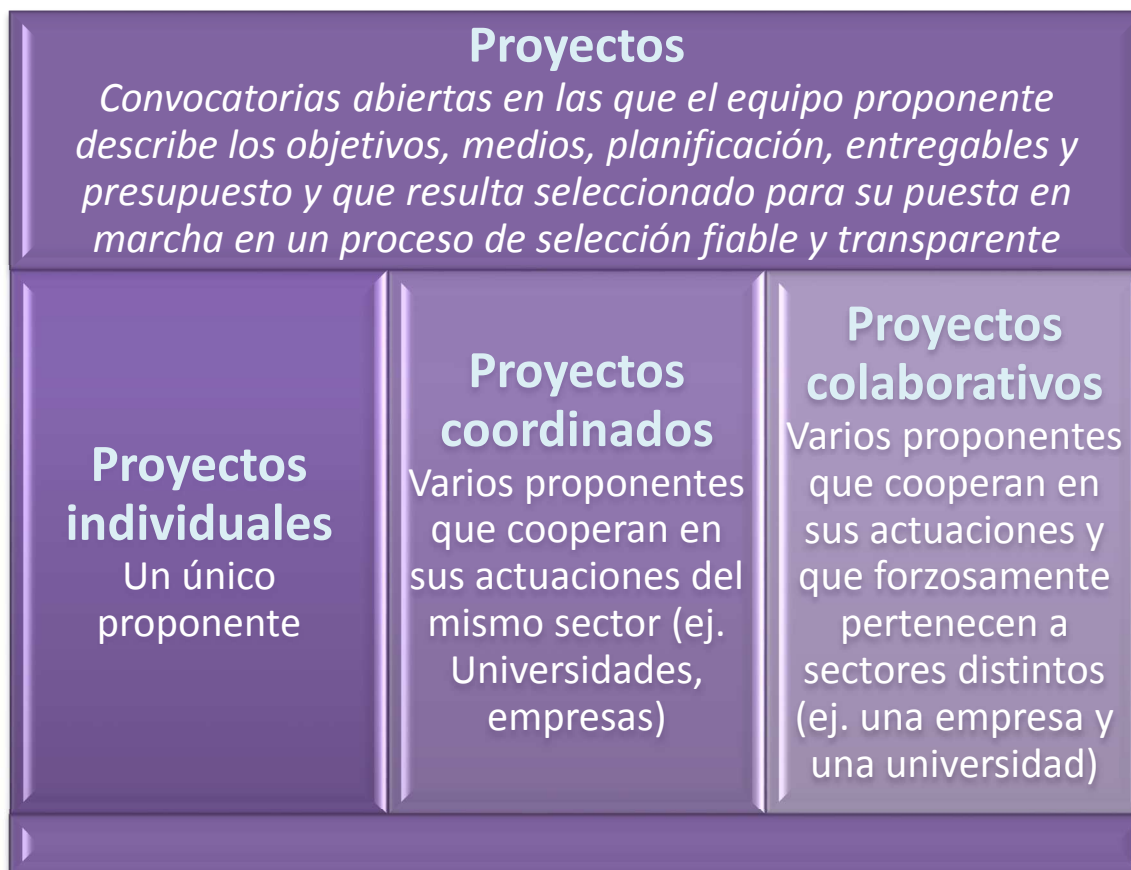 Proyectos
Convocatorias abiertas en las que el equipo proponente
describe los objetivos, medios, planificación, entregables y
presupuesto y que resulta seleccionado para su puesta en
marcha en un proceso de selección fiable y transparente
Proyectos
individuales
Un único
proponente
Proyectos
coordinados
Varios proponentes
que cooperan en
sus actuaciones del
mismo sector (ej.
Universidades,
empresas)
Proyectos
colaborativos
Varios proponentes
que cooperan en
sus actuaciones y
que forzosamente
pertenecen a
sectores distintos
(ej. una empresa y
una universidad)